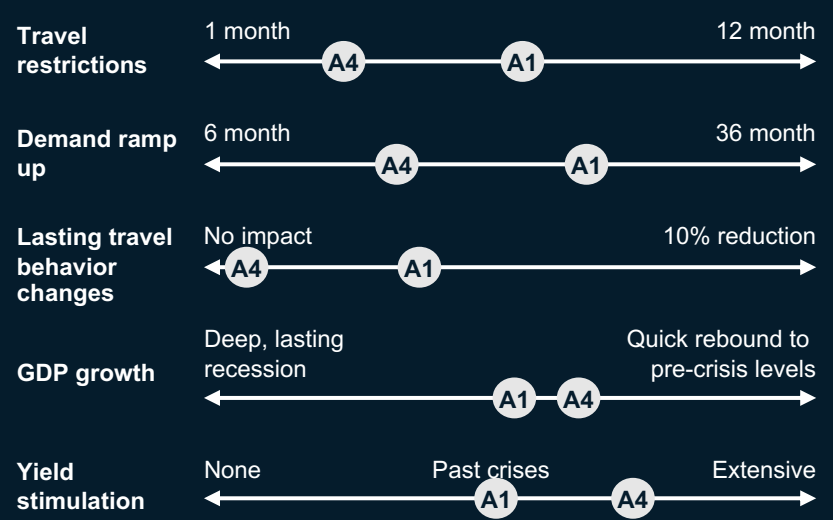 Travel
restrictions
1 month
12 month
A4
A1
Demand ramp
up
6 month
36 month
A4
A1
Lasting travel
behavior
changes
No impact
10% reduction
A4
A1
GDP growth
Deep, lasting
recession
Quick rebound to
pre-crisis levels
A1
A4
Yield
stimulation
None
Past crises
Extensive
A1
A4